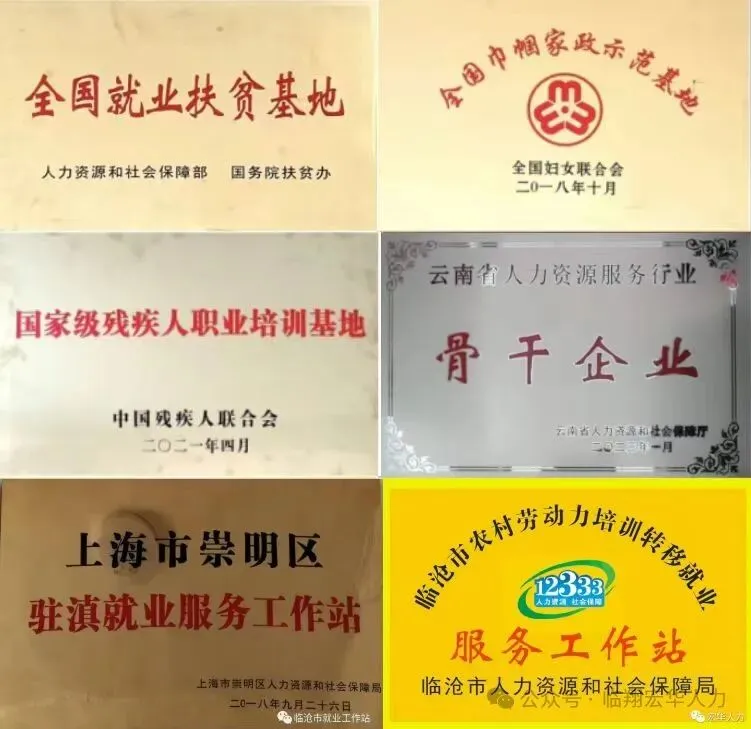 全国就业扶贫基地
人力资源和社会保障部 国务院扶贫办
全国巾帼家政示范基地
全国妇女联合会
二〇一八年十月
国家级残疾人职业培训基地
中国残疾人联合会
二〇二一年四月
云南省人力资源服务行业
骨干企业
云南省人力资源和社会保障厅
上海市崇明区
驻滇就业服务工作站
上海市崇明区人力资源和社会保障局
二〇一八年九月二十六日
临沧市就业工作站
临沧市农村劳动力培训转移就业
12333
人力资源 社会保障
服务工作站
临沧市人力资源和社会保障局
公众号·临翔宏华人力
宏华人力